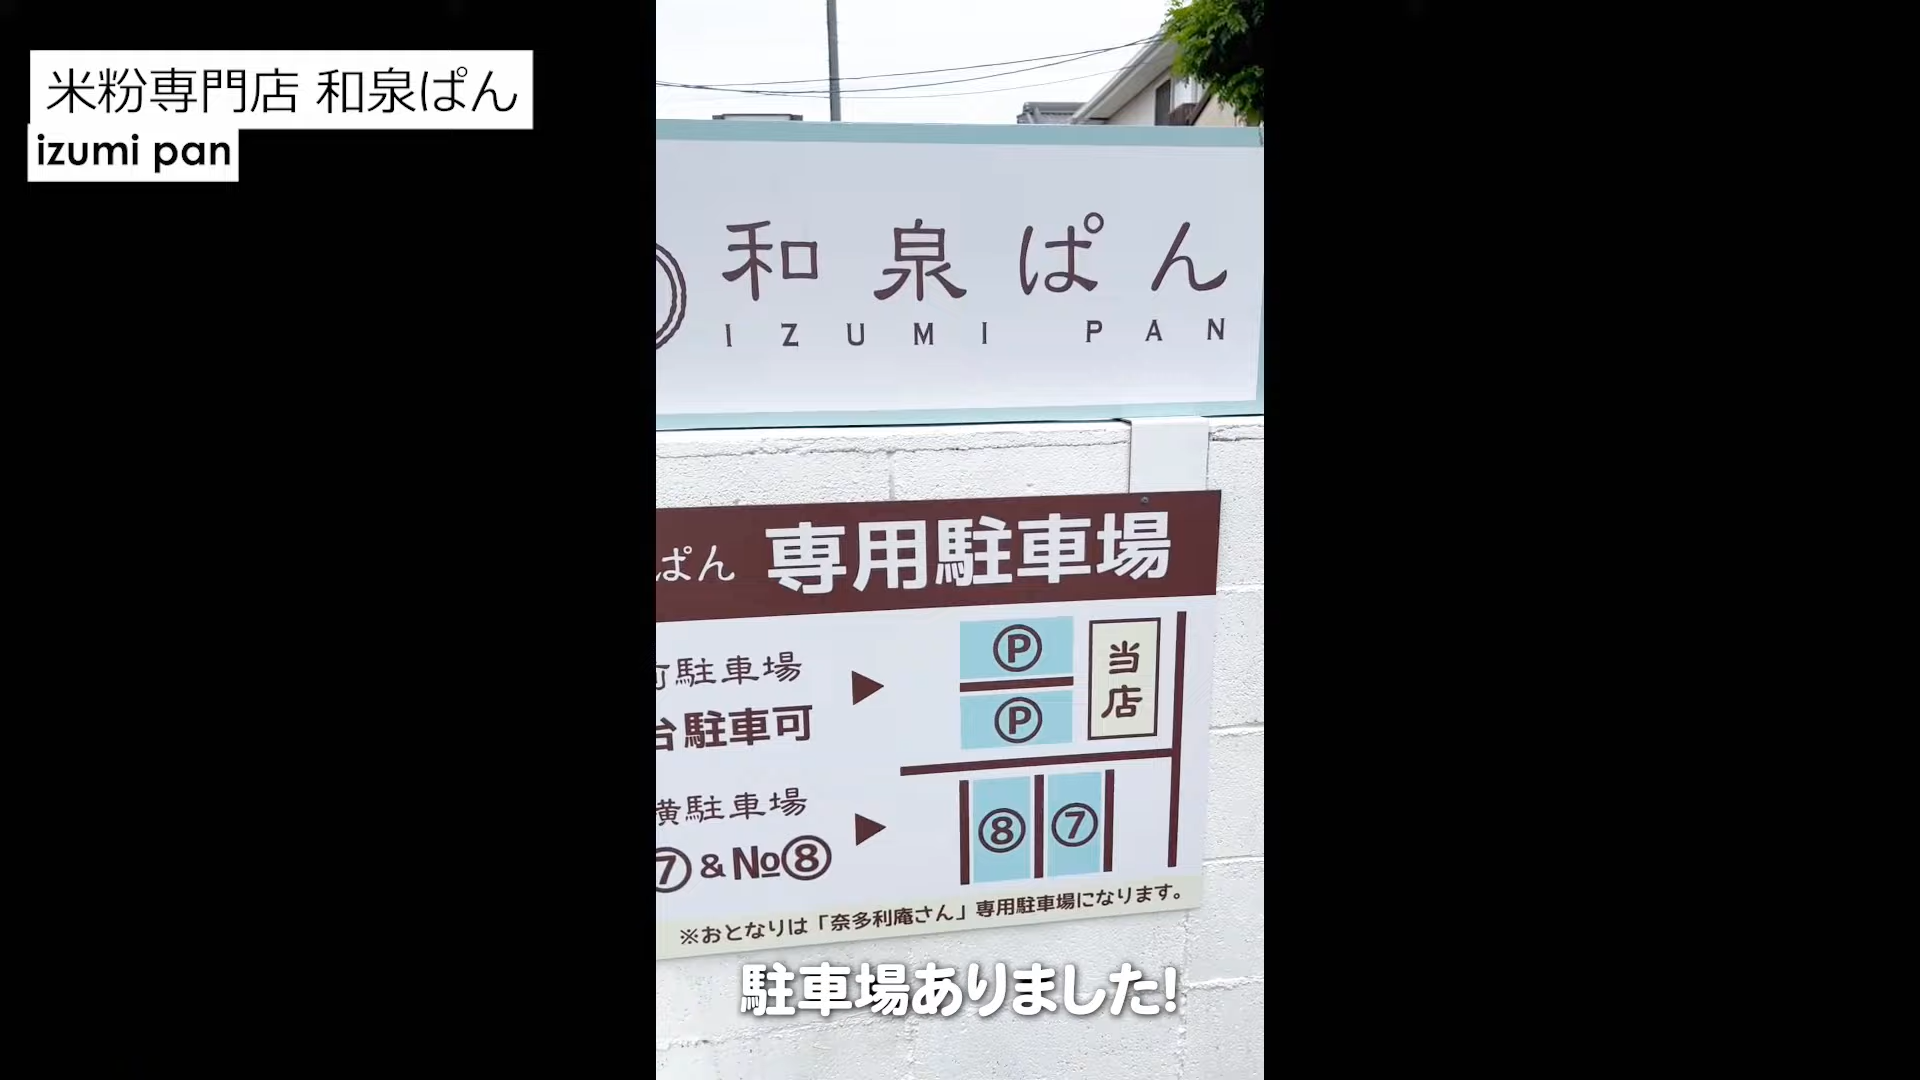 米粉専門店 和泉ぱん
izumi pan
和泉ぱん
IZUMI PAN
ぱん 専用駐車場
駐車場
台駐車可
P
P
当店
横駐車場
⑦&№⑧
⑧ ⑦
※おとなりは「奈多利庵さん」専用駐車場になります。
駐車場ありました!